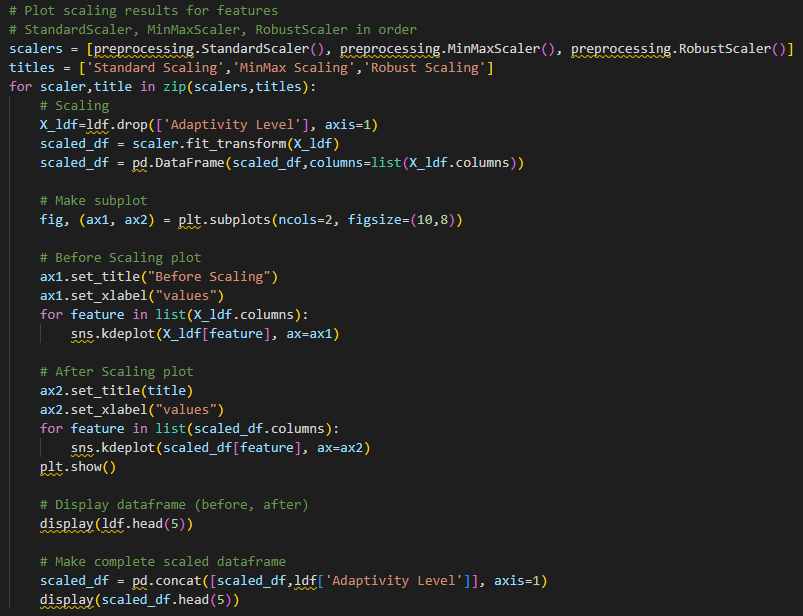 # Plot scaling results for features
# StandardScaler, MinMaxScaler, RobustScaler in order
scalers = [preprocessing.StandardScaler(), preprocessing.MinMaxScaler(), preprocessing.RobustScaler()]
titles = ['Standard Scaling','MinMax Scaling','Robust Scaling']
for scaler,title in zip(scalers,titles):
    # Scaling
    X_ldf=ldf.drop(['Adaptivity Level'], axis=1)
    scaled_df = scaler.fit_transform(X_ldf)
    scaled_df = pd.DataFrame(scaled_df,columns=list(X_ldf.columns))

    # Make subplot
    fig, (ax1, ax2) = plt.subplots(ncols=2, figsize=(10,8))

    # Before Scaling plot
    ax1.set_title("Before Scaling")
    ax1.set_xlabel("values")
    for feature in list(X_ldf.columns):
        sns.kdeplot(X_ldf[feature], ax=ax1)

    # After Scaling plot
    ax2.set_title(title)
    ax2.set_xlabel("values")
    for feature in list(scaled_df.columns):
        sns.kdeplot(scaled_df[feature], ax=ax2)
    plt.show()

    # Display dataframe (before, after)
    display(ldf.head(5))

    # Make complete scaled dataframe
    scaled_df = pd.concat([scaled_df,ldf['Adaptivity Level']], axis=1)
    display(scaled_df.head(5))